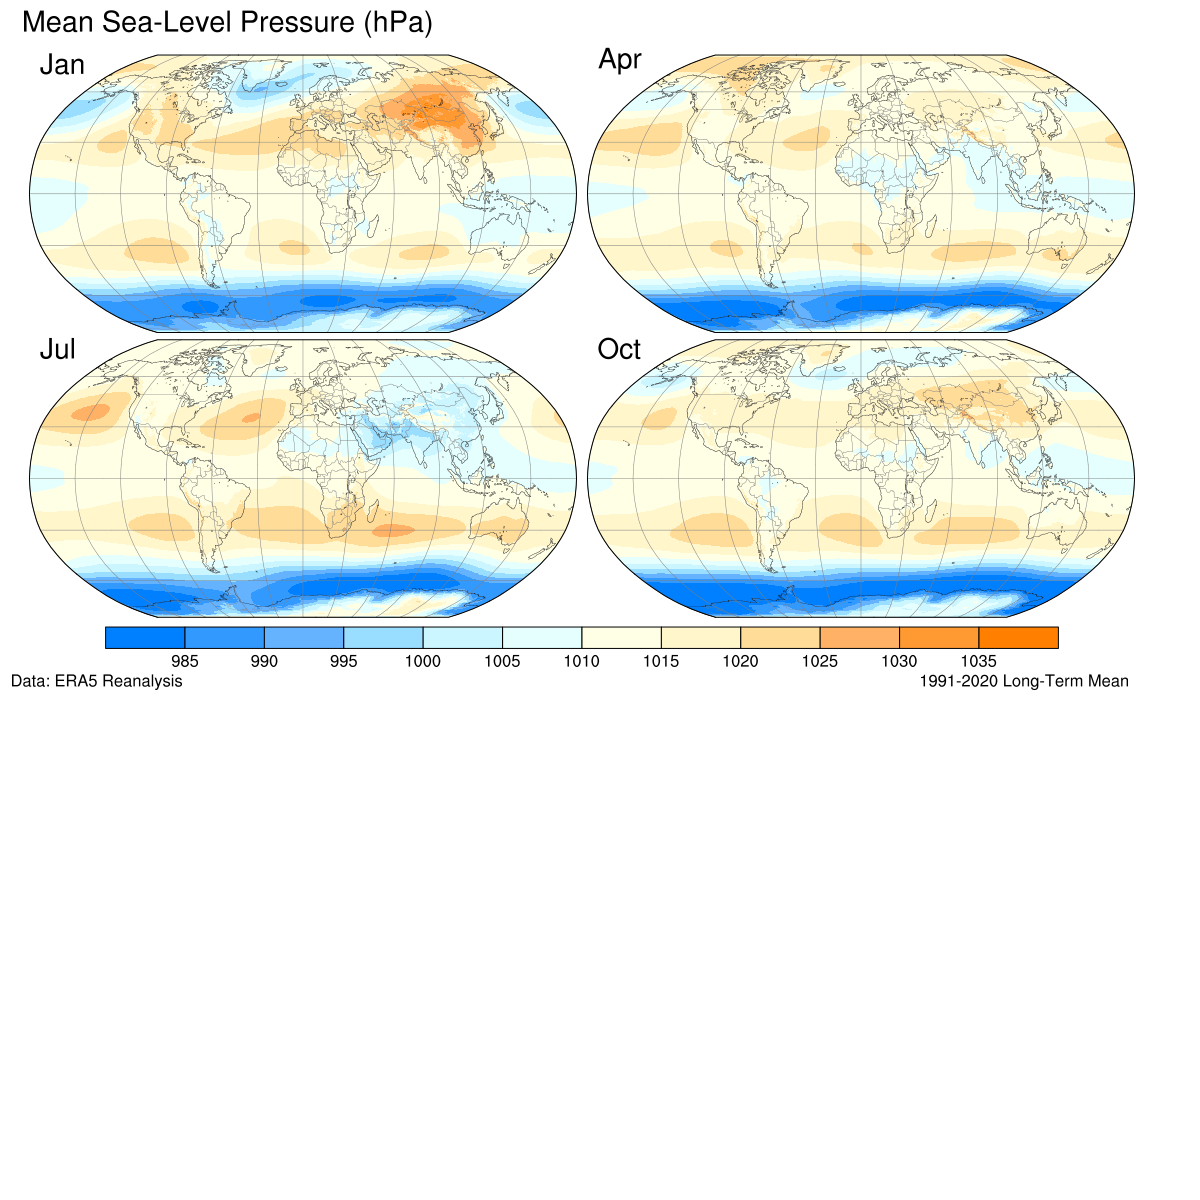 Mean Sea-Level Pressure (hPa)
Jan
Apr
Jul
Oct
985 990 995 1000 1005 1010 1015 1020 1025 1030 1035
Data: ERA5 Reanalysis
1991-2020 Long-Term Mean